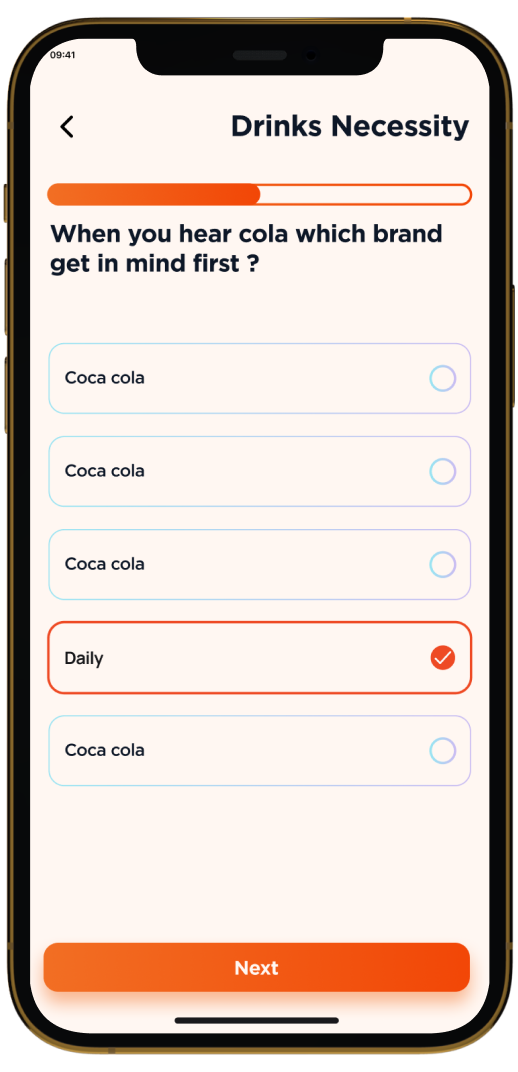 09:41
Drinks Necessity
When you hear cola which brand
get in mind first ?
Coca cola
Coca cola
Coca cola
Daily
Coca cola
Next